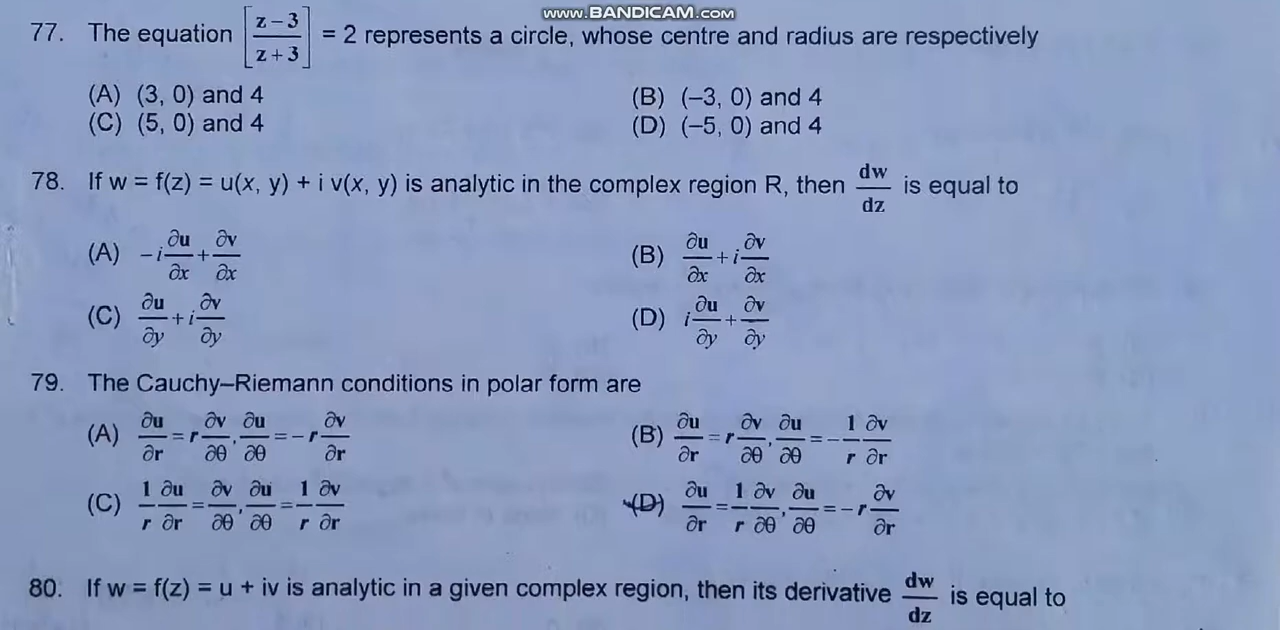 www.BANDICAM.com
77. The equation [z-3/z+3] = 2 represents a circle, whose centre and radius are respectively
(A) (3, 0) and 4 (B) (–3, 0) and 4
(C) (5, 0) and 4 (D) (–5, 0) and 4
78. If w = f(z) = u(x, y) + i v(x, y) is analytic in the complex region R, then dw/dz is equal to
(A) -i ∂u/∂x + ∂v/∂x (B) ∂u/∂x + i ∂v/∂x
(C) ∂u/∂y + i ∂v/∂y (D) i ∂u/∂y + ∂v/∂y
79. The Cauchy–Riemann conditions in polar form are
(A) ∂u/∂r = r ∂v/∂θ, ∂u/∂θ = -r ∂v/∂r (B) ∂u/∂r = r ∂v/∂θ, ∂u/∂θ = -1/r ∂v/∂r
(C) 1/r ∂u/∂r = ∂v/∂θ, ∂u/∂θ = -1/r ∂v/∂r (D) ∂u/∂r = 1/r ∂v/∂θ, ∂u/∂θ = -r ∂v/∂r
80. If w = f(z) = u + iv is analytic in a given complex region, then its derivative dw/dz is equal to